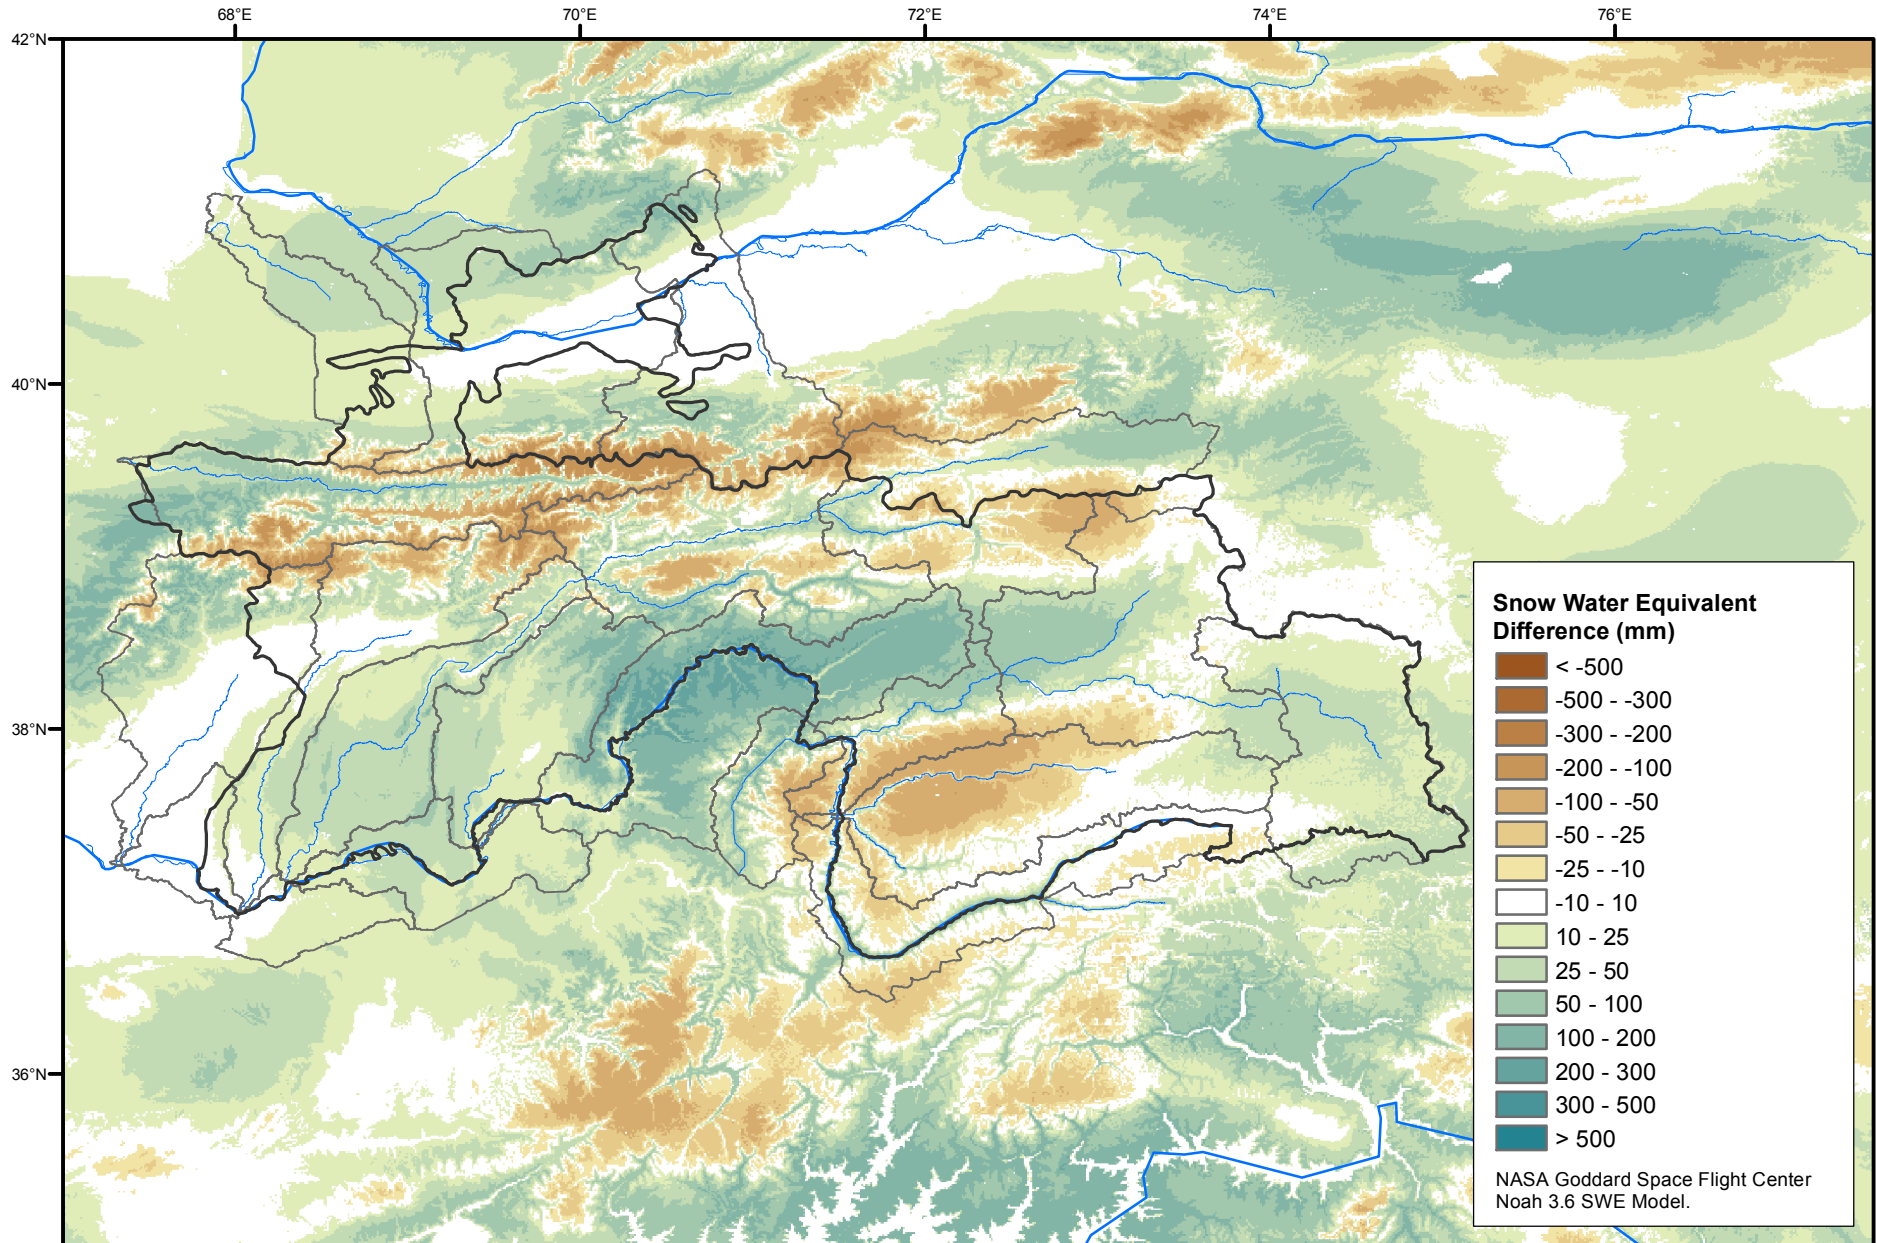 68°E
70°E
72°E
74°E
76°E
42°N
40°N
38°N
36°N
Snow Water Equivalent
Difference (mm)
< -500
-500 - -300
-300 - -200
-200 - -100
-100 - -50
-50 - -25
-25 - -10
-10 - 10
10 - 25
25 - 50
50 - 100
100 - 200
200 - 300
300 - 500
> 500
NASA Goddard Space Flight Center
Noah 3.6 SWE Model.